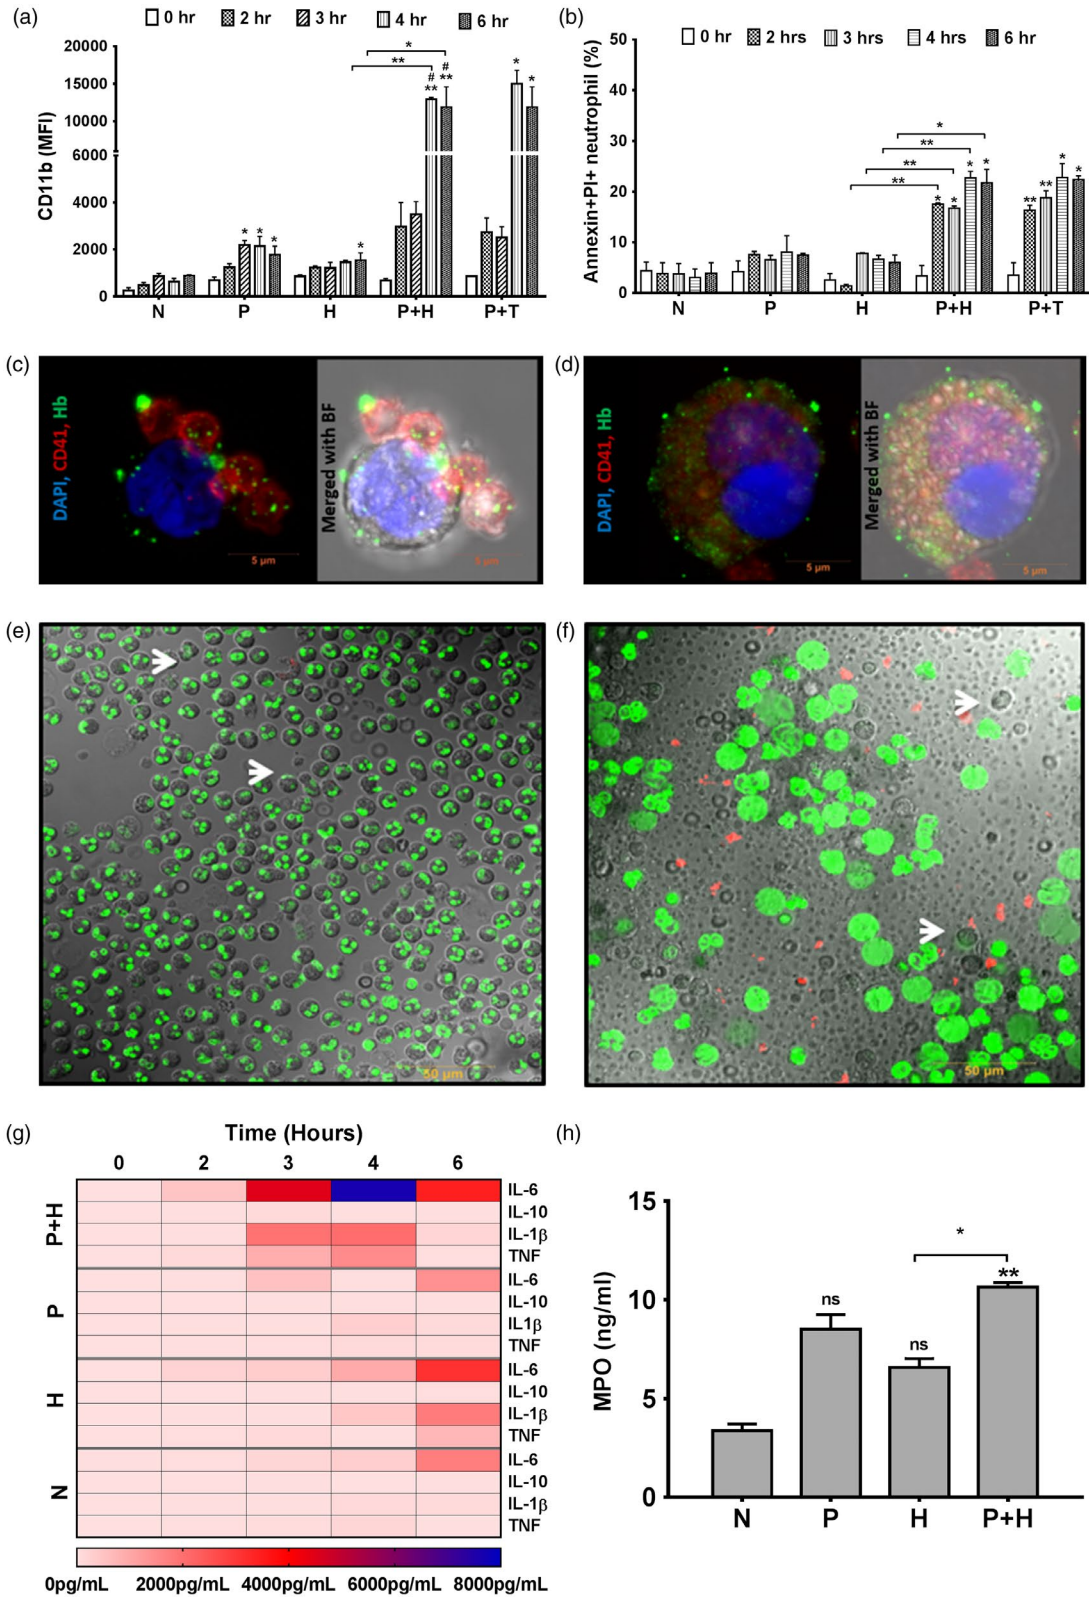 (a)
0 hr 2 hr 3 hr 4 hr 6 hr
CD11b (MFI)
20000
15000
10000
6000
4000
2000
0
* ** # ** # ** * *
* * * *
N P H P+H P+T
(b)
0 hr 2 hrs 3 hrs 4 hrs 6 hr
Annexin+PI+ neutrophil (%)
50
40
30
20
10
0
* ** ** **
* * * * ** ** * *
N P H P+H P+T
(c)
DAPI, CD41, Hb
Merged with BF
5 µm
5 µm
(d)
DAPI, CD41, Hb
Merged with BF
5 µm
5 µm
(e)
50 µm
(f)
50 µm
(g)
Time (Hours)
0 2 3 4 6
P+H
IL-6
IL-10
IL-1β
TNF
P
IL-6
IL-10
IL1β
TNF
H
IL-6
IL-10
IL-1β
TNF
N
IL-6
IL-10
IL-1β
TNF
0pg/mL 2000pg/mL 4000pg/mL 6000pg/mL 8000pg/mL
(h)
MPO (ng/ml)
15
10
5
0
*
ns ns **
N P H P+H